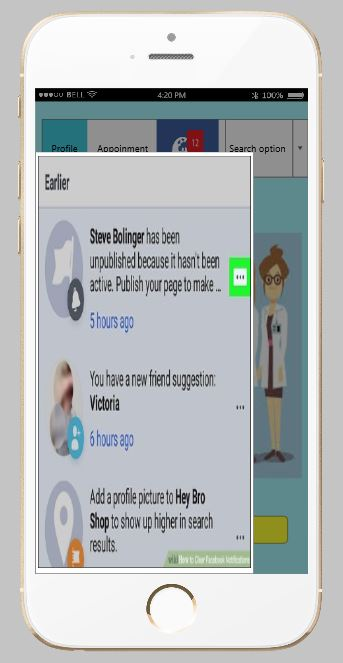 BELL 4:20 PM 100%
Profile Appoinment 12 Search option
Earlier
Steve Bolinger has been
unpublished because it hasn't been
active. Publish your page to make ...
5 hours ago
You have a new friend suggestion:
Victoria
6 hours ago
Add a profile picture to Hey Bro
Shop to show up higher in search
results.
wikiHow to Clear Facebook Notifications